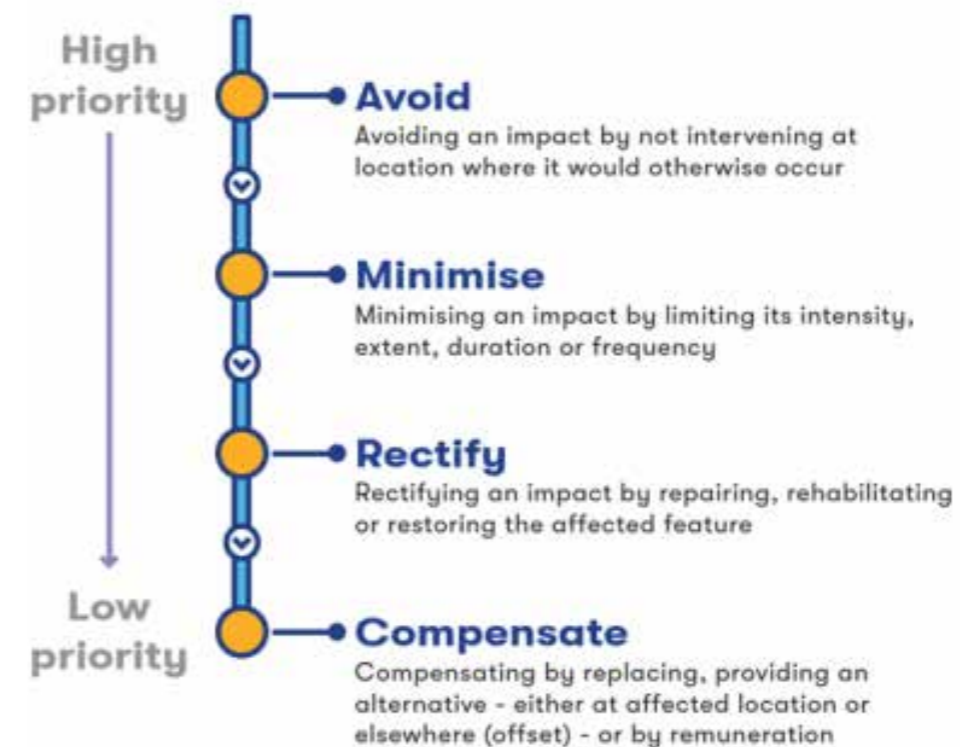 High
priority
Avoid
Avoiding an impact by not intervening at
location where it would otherwise occur
Minimise
Minimising an impact by limiting its intensity,
extent, duration or frequency
Rectify
Rectifying an impact by repairing, rehabilitating
or restoring the affected feature
Low
priority
Compensate
Compensating by replacing, providing an
alternative - either at affected location or
elsewhere (offset) - or by remuneration